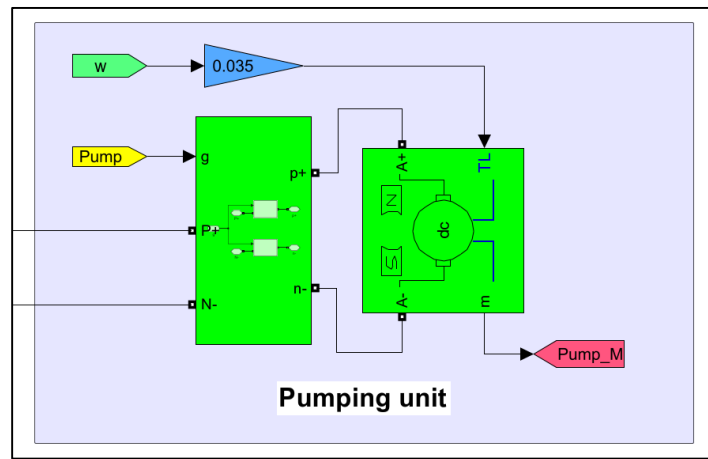 w
0.035
Pump
g
P+
N-
p+
n-
A+
TL
N
dc
S
A-
m
Pump_M
Pumping unit